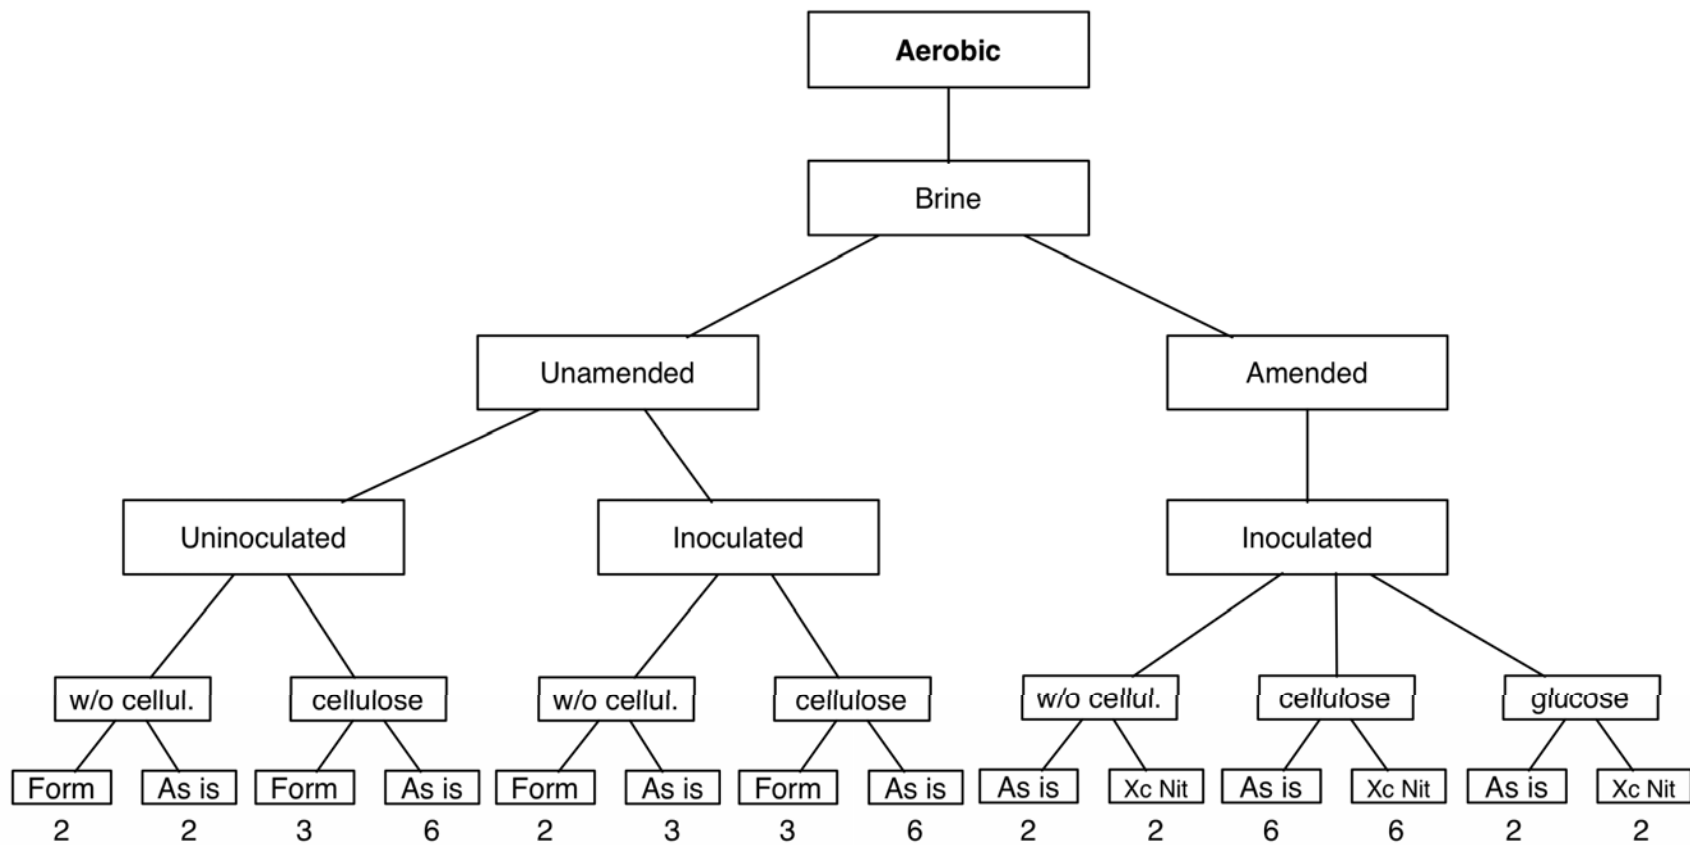 Aerobic
Brine
Unamended Amended
Uninoculated Inoculated Inoculated
w/o cellul. cellulose w/o cellul. cellulose w/o cellul. cellulose glucose
Form As is Form As is Form As is Form As is As is Xc Nit As is Xc Nit As is Xc Nit
2 2 3 6 2 3 3 6 2 2 6 6 2 2